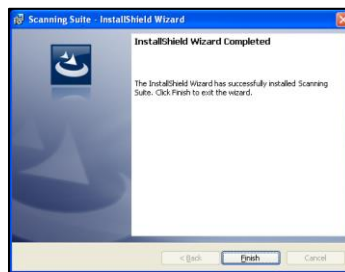 Scanning Suite - InstallShield Wizard
InstallShield Wizard Completed
The InstallShield Wizard has successfully installed Scanning
Suite. Click Finish to exit the wizard.
< Back
Finish
Cancel